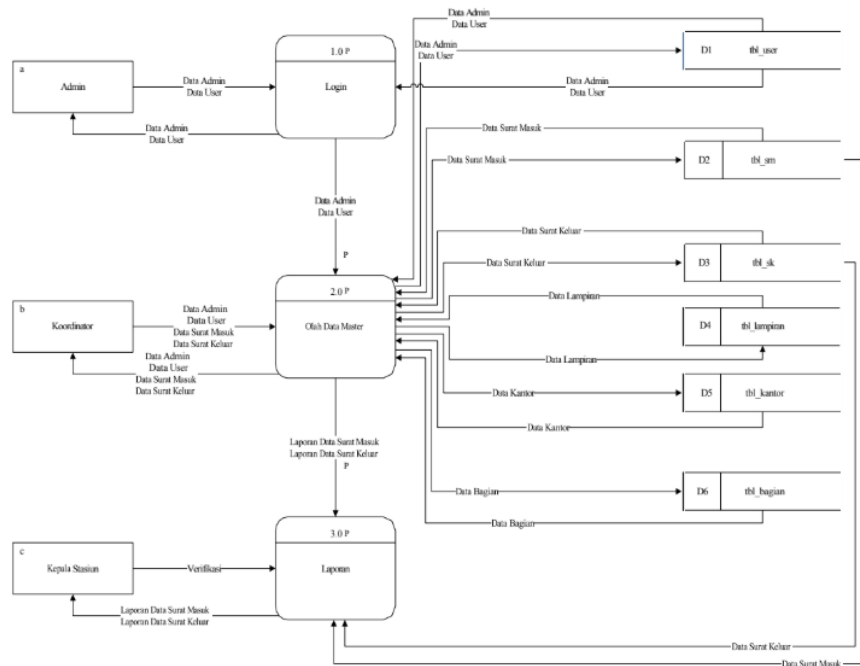 Data Admin
Data User
1.0 P
Data Admin
Data User
D1 tbl_user
a
Admin
Data Admin
Data User
Login
Data Admin
Data User
Data Admin
Data User
Data Surat Masuk
Data Surat Masuk
D2 tbl_sm
Data Admin
Data User
P
Data Surat Keluar
Data Surat Keluar
D3 tbl_sk
2.0 P
Data Lampiran
b
Koordinator
Data Admin
Data User
Data Surat Masuk
Data Surat Keluar
Olah Data Master
D4 tbl_lampiran
Data Admin
Data User
Data Surat Masuk
Data Surat Keluar
Data Lampiran
Data Kantor
D5 tbl_kantor
Data Kantor
Laporan Data Surat Masuk
Laporan Data Surat Keluar
P
Data Bagian
D6 tbl_bagian
Data Bagian
3.0 P
c
Kepala Stasiun
Verifikasi
Laporan
Laporan Data Surat Masuk
Laporan Data Surat Keluar
Data Surat Keluar
Data Surat Masuk